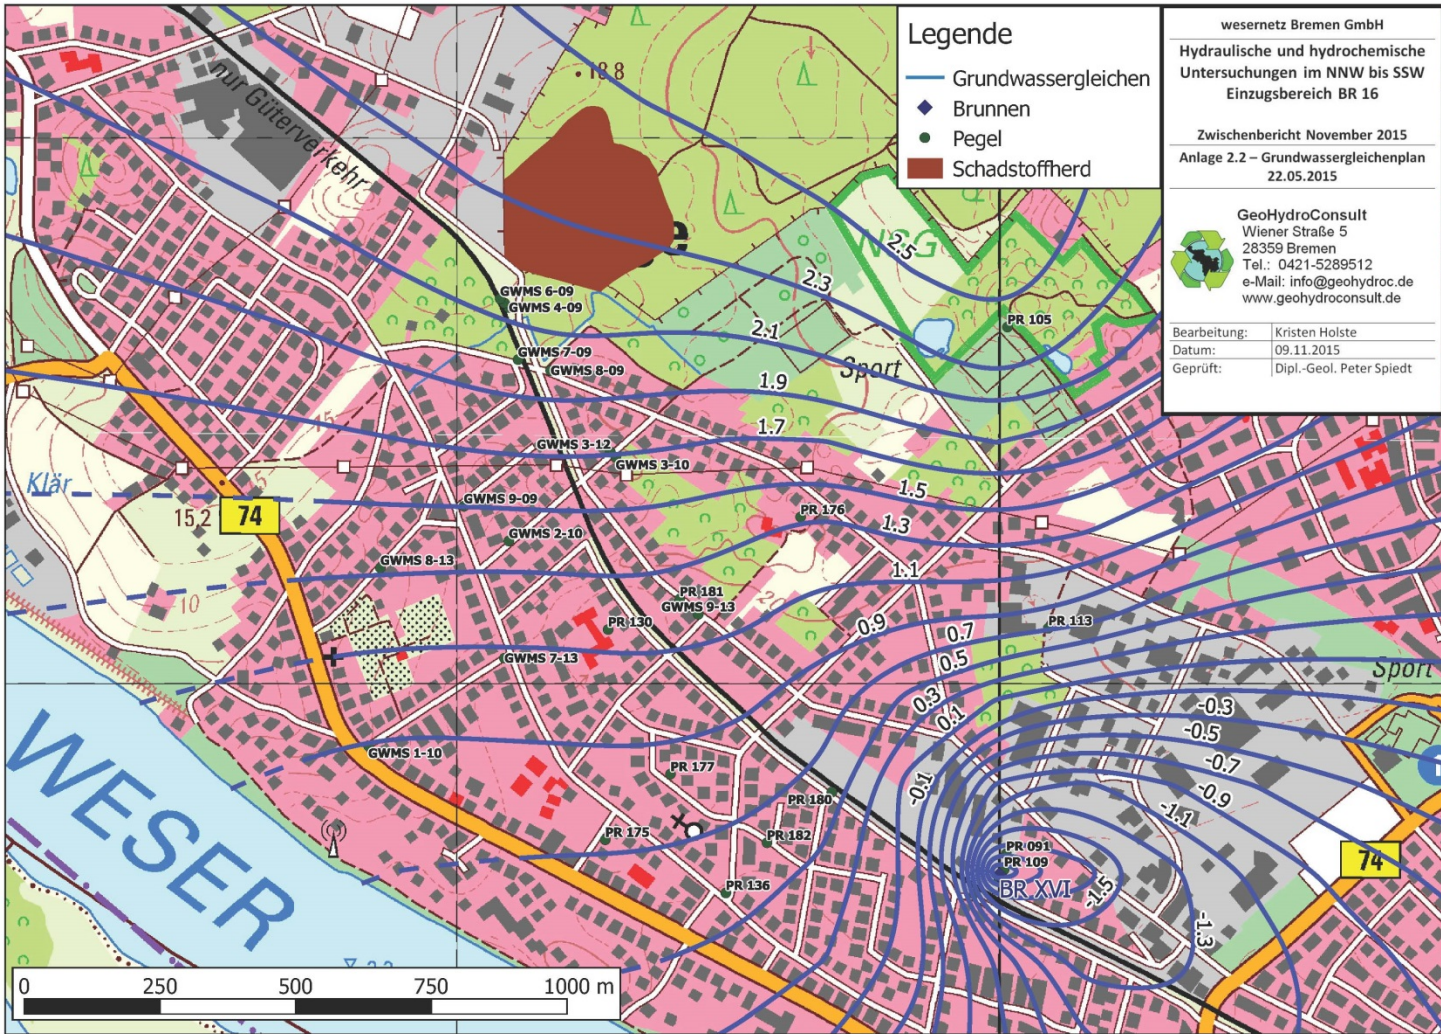 Legende
Grundwassergleichen
Brunnen
Pegel
Schadstoffherd
wesernetz Bremen GmbH
Hydraulische und hydrochemische
Untersuchungen im NNW bis SSW
Einzugsbereich BR 16
Zwischenbericht November 2015
Anlage 2.2 – Grundwassergleichenplan
22.05.2015
GeoHydroConsult
Wiener Straße 5
28359 Bremen
Tel.: 0421-5289512
e-Mail: info@geohydroc.de
www.geohydroconsult.de
Bearbeitung: Kristen Holste
Datum: 09.11.2015
Geprüft: Dipl.-Geol. Peter Spiedt
nur Güterverkehr
18.8
e
NSG
2.5
2.3
PR 105
GWMS 6-09
GWMS 4-09
2.1
GWMS 7-09
GWMS 8-09
Sport
1.9
1.7
GWMS 3-12
GWMS 3-10
Klär
15,2
74
GWMS 9-09
1.5
PR 176
1.3
GWMS 2-10
GWMS 8-13
1.1
10
PR 181
GWMS 9-13
20
PR 130
0.9
0.7
PR 113
GWMS 7-13
0.5
Sport
0.3
0.1
-0.3
-0.5
GWMS 1-10
-0.7
PR 177
-0.1
PR 180
-0.9
-1.1
WESER
PR 175
PR 182
PR 091
PR 109
74
BR XVI
-1.5
PR 136
-1.3
0 250 500 750 1000 m